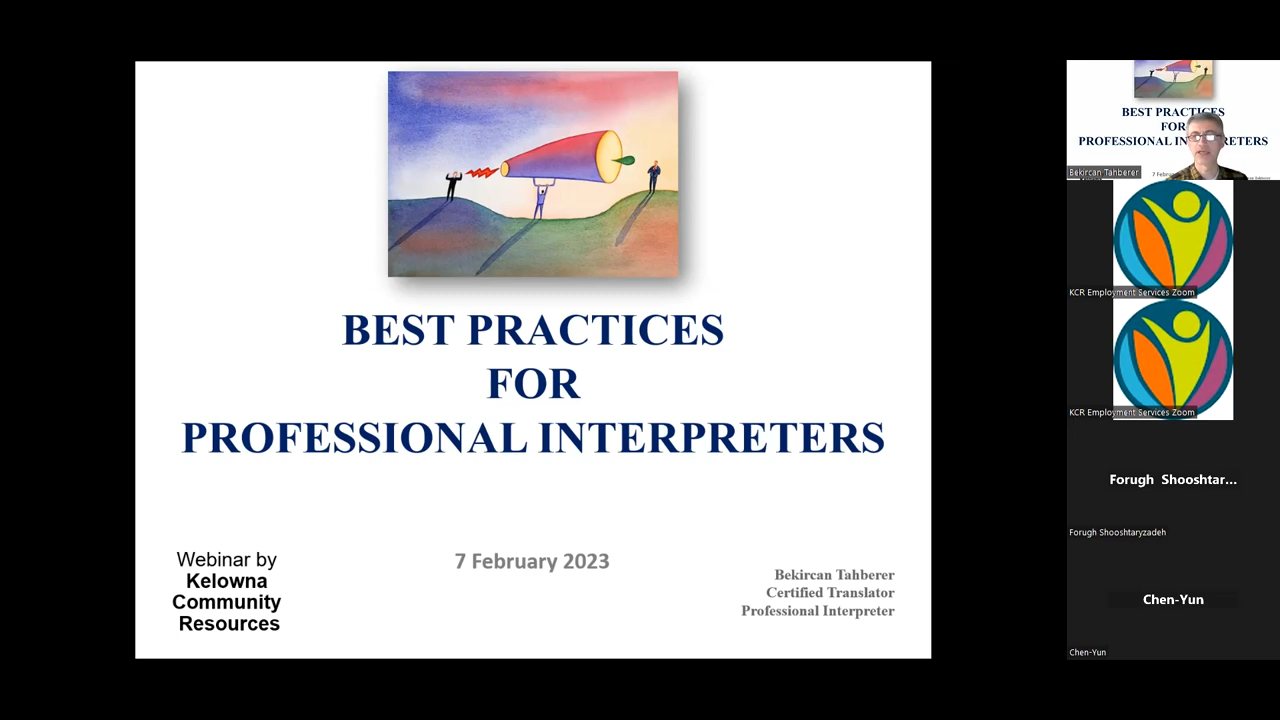 BEST PRACTICES
FOR
PROFESSIONAL INTERPRETERS
Webinar by
Kelowna
Community
Resources
7 February 2023
Bekircan Tahberer
Certified Translator
Professional Interpreter
BEST PRACTICES
FOR
PROFESSIONAL IN RETERS
Bekircan Tahberer
7 Febru
KCR Employment Services Zoom
KCR Employment Services Zoom
Forugh Shooshtar...
Forugh Shooshtaryzadeh
Chen-Yun
Chen-Yun